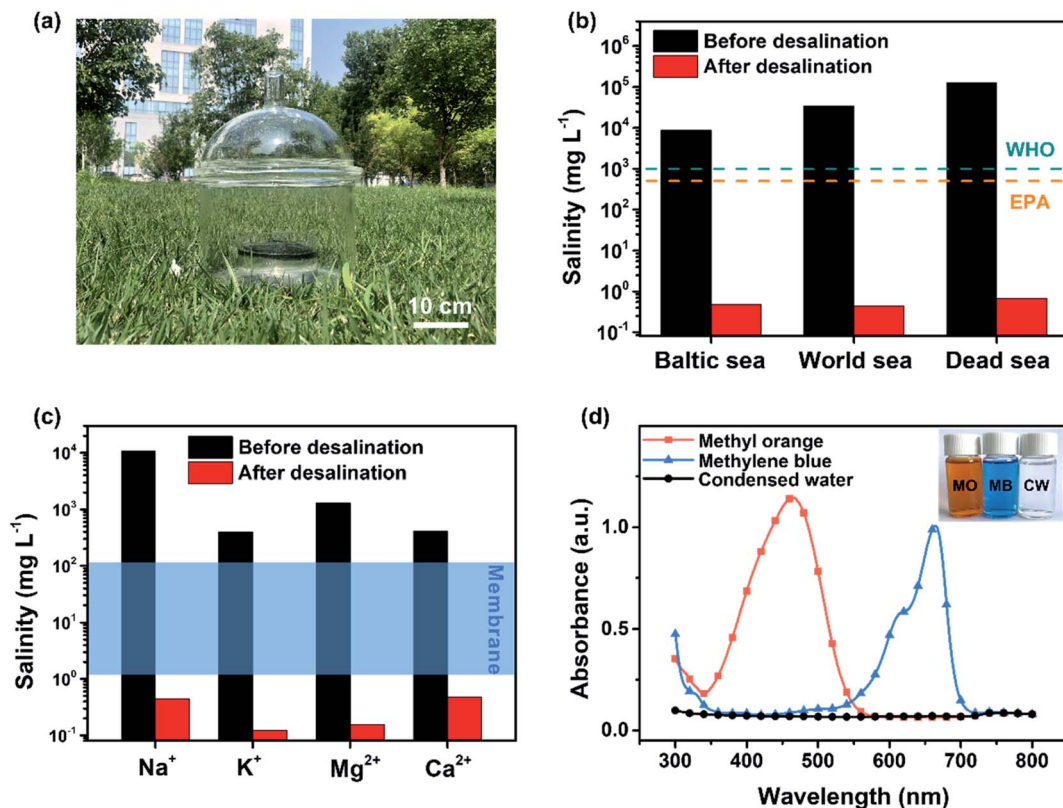 (a)
10 cm
(b)
Before desalination
After desalination
Salinity (mg L⁻¹)
10⁶
10⁵
10⁴
10³
10²
10¹
10⁰
10⁻¹
WHO
EPA
Baltic sea World sea Dead sea
(c)
Before desalination
After desalination
Salinity (mg L⁻¹)
10⁴
10³
10²
10¹
10⁰
10⁻¹
Membrane
Na⁺ K⁺ Mg²⁺ Ca²⁺
(d)
Methyl orange
Methylene blue
Condensed water
MO MB CW
Absorbance (a.u.)
1.0
0.5
0.0
300 400 500 600 700 800
Wavelength (nm)